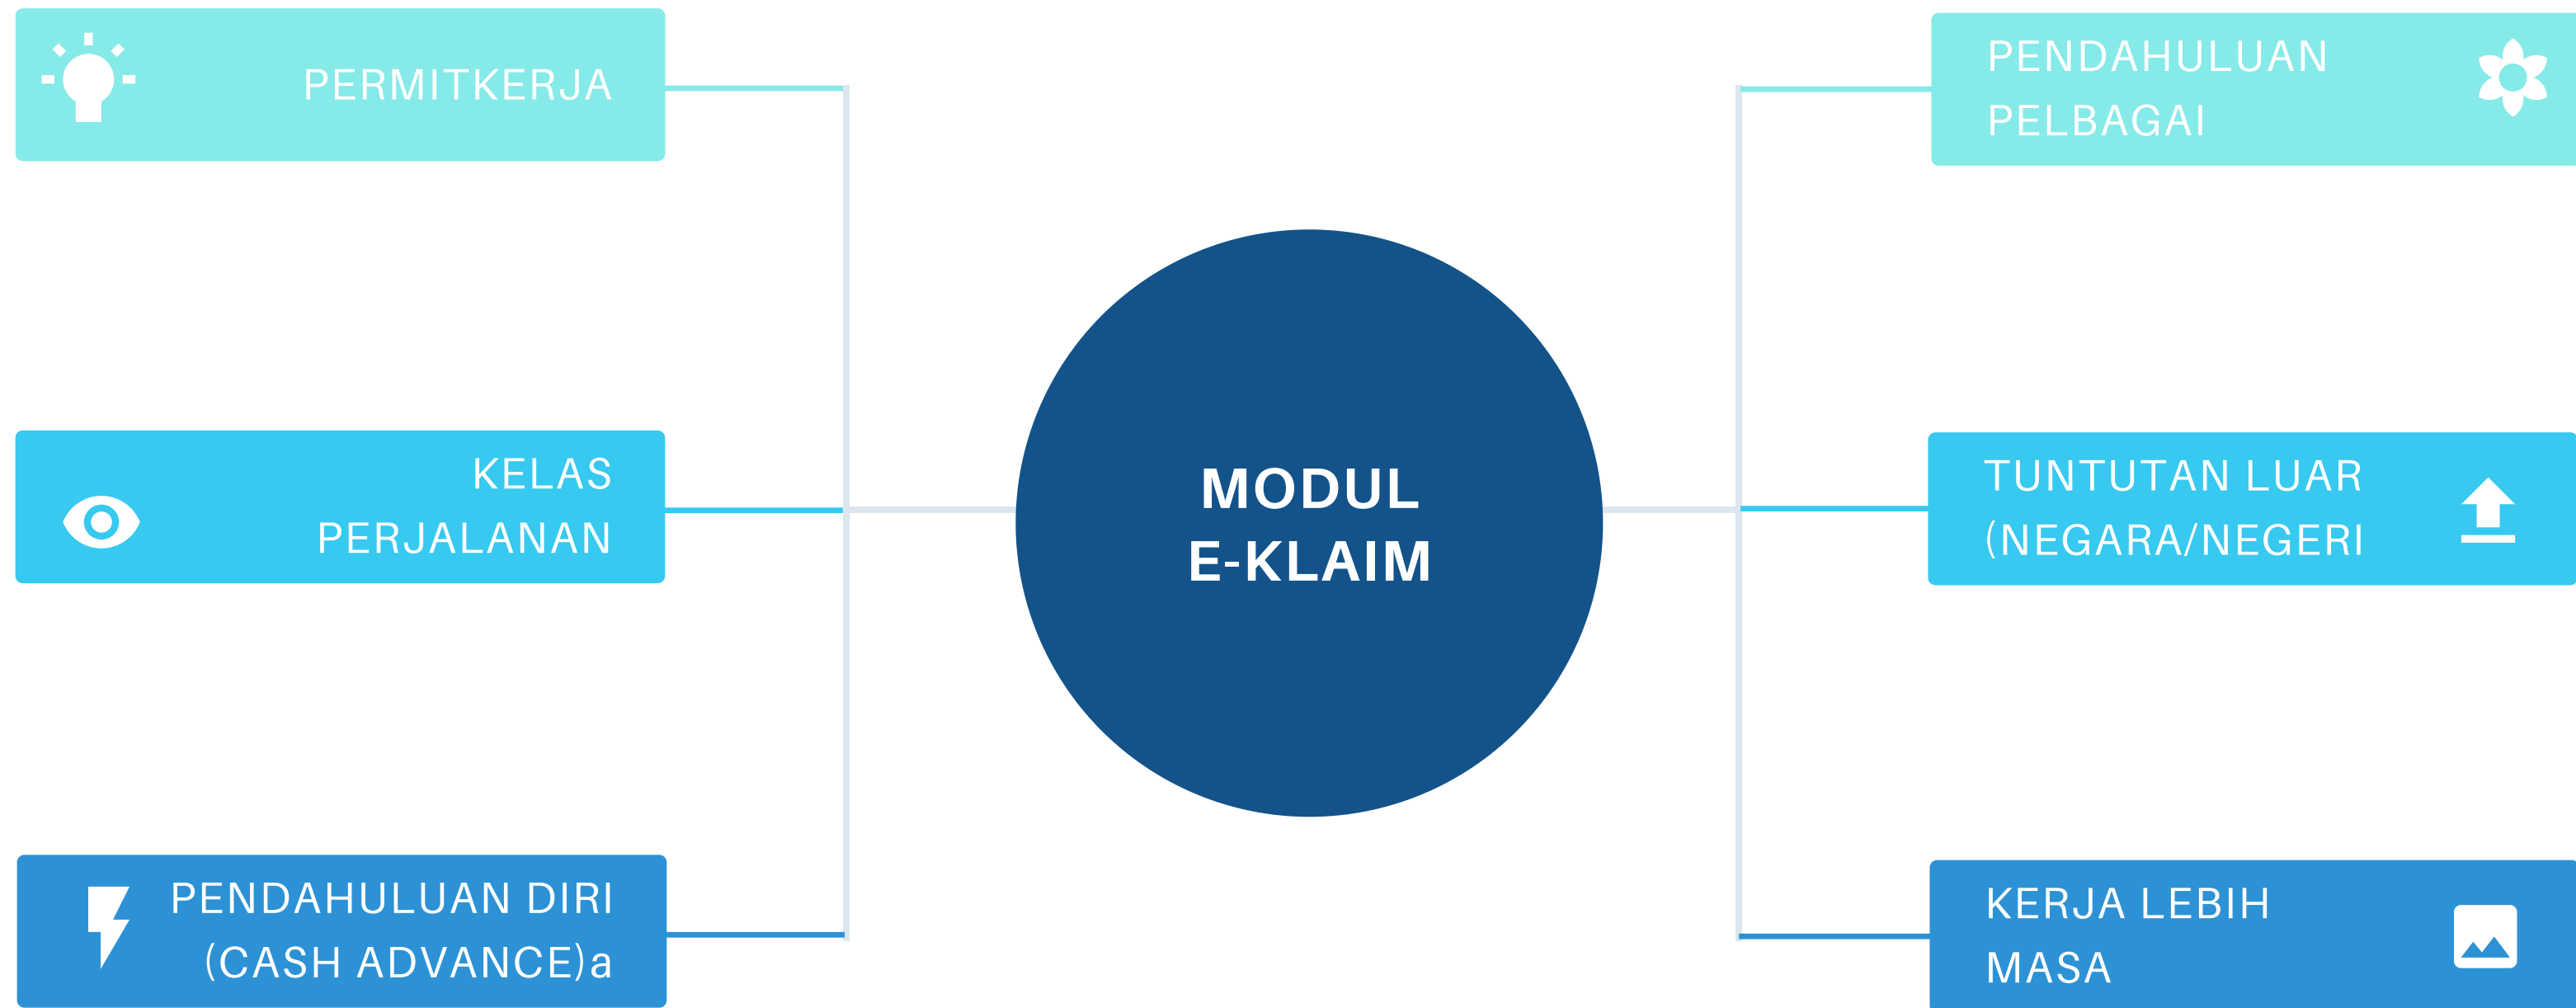 PERMITKERJA
KELAS
PERJALANAN
PENDAHULUAN DIRI
(CASH ADVANCE)a
MODUL
E-KLAIM
PENDAHULUAN
PELBAGAI
TUNTUTAN LUAR
(NEGARA/NEGERI
KERJA LEBIH
MASA